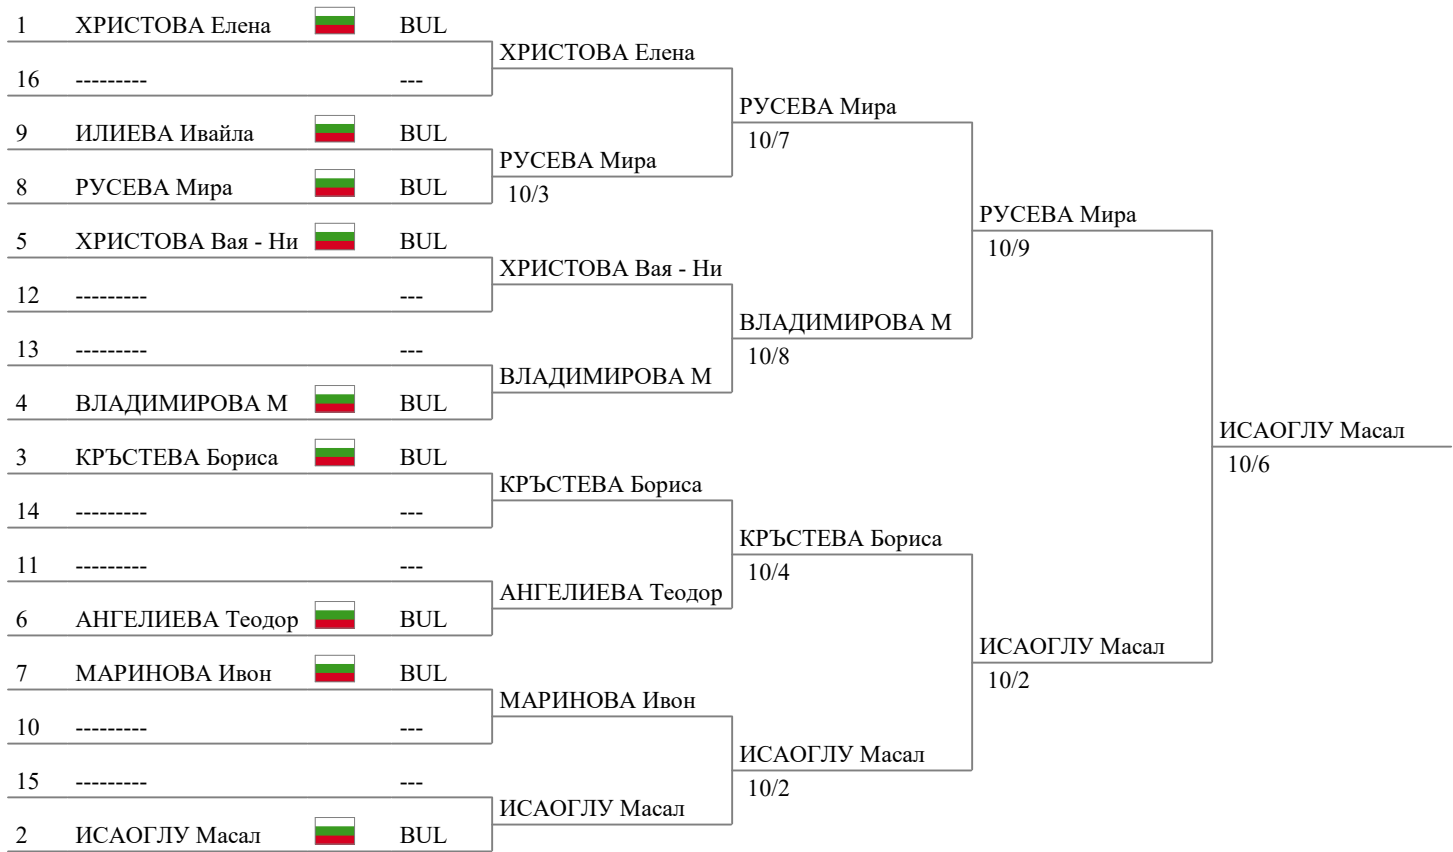 1 ХРИСТОВА Елена BUL
ХРИСТОВА Елена
16 --------- ---
РУСЕВА Мира
9 ИЛИЕВА Ивайла BUL
10/7
РУСЕВА Мира
8 РУСЕВА Мира BUL
10/3
РУСЕВА Мира
5 ХРИСТОВА Вая - Ни BUL
10/9
ХРИСТОВА Вая - Ни
12 --------- ---
ВЛАДИМИРОВА М
13 --------- ---
10/8
ВЛАДИМИРОВА М
4 ВЛАДИМИРОВА М BUL
ИСАОГЛУ Масал
3 КРЪСТЕВА Бориса BUL
10/6
КРЪСТЕВА Бориса
14 --------- ---
КРЪСТЕВА Бориса
11 --------- ---
10/4
АНГЕЛИЕВА Теодор
6 АНГЕЛИЕВА Теодор BUL
ИСАОГЛУ Масал
7 МАРИНОВА Ивон BUL
10/2
МАРИНОВА Ивон
10 --------- ---
ИСАОГЛУ Масал
15 --------- ---
10/2
ИСАОГЛУ Масал
2 ИСАОГЛУ Масал BUL